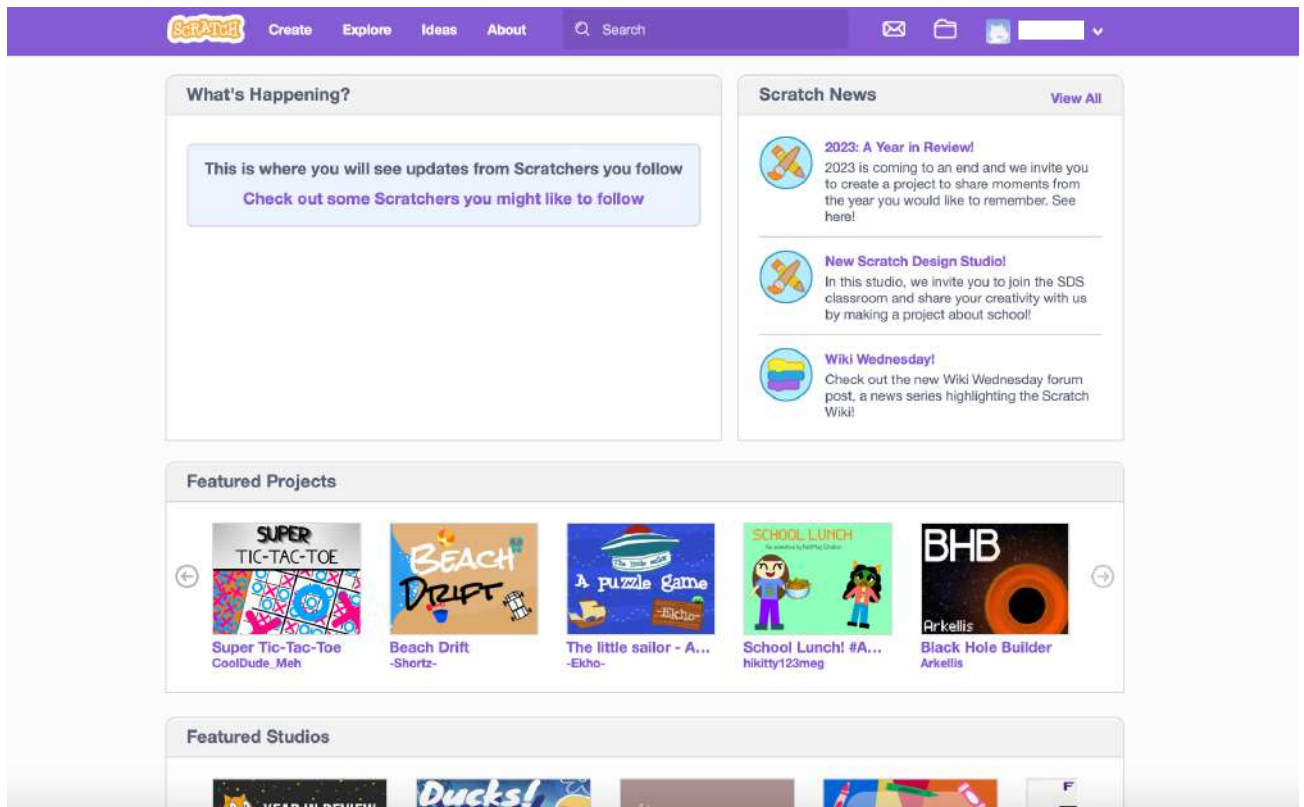 SCRATCH Create Explore Ideas About Search
What's Happening?
This is where you will see updates from Scratchers you follow
Check out some Scratchers you might like to follow
Scratch News View All
2023: A Year in Review!
2023 is coming to an end and we invite you
to create a project to share moments from
the year you would like to remember. See
here!
New Scratch Design Studio!
In this studio, we invite you to join the SDS
classroom and share your creativity with us
by making a project about school!
Wiki Wednesday!
Check out the new Wiki Wednesday forum
post, a news series highlighting the Scratch
Wiki!
Featured Projects
SUPER
TIC-TAC-TOE
Super Tic-Tac-Toe
CoolDude_Meh
BEACH
DRIFT
Beach Drift
-Shortz-
The little sailor
A puzzle game
-Ekho-
The little sailor - A...
-Ekho-
SCHOOL LUNCH
School Lunch! #A...
hikitty123meg
BHB
Arkellis
Black Hole Builder
Arkellis
Featured Studios
YEAR IN REVIEW
Ducks!
F